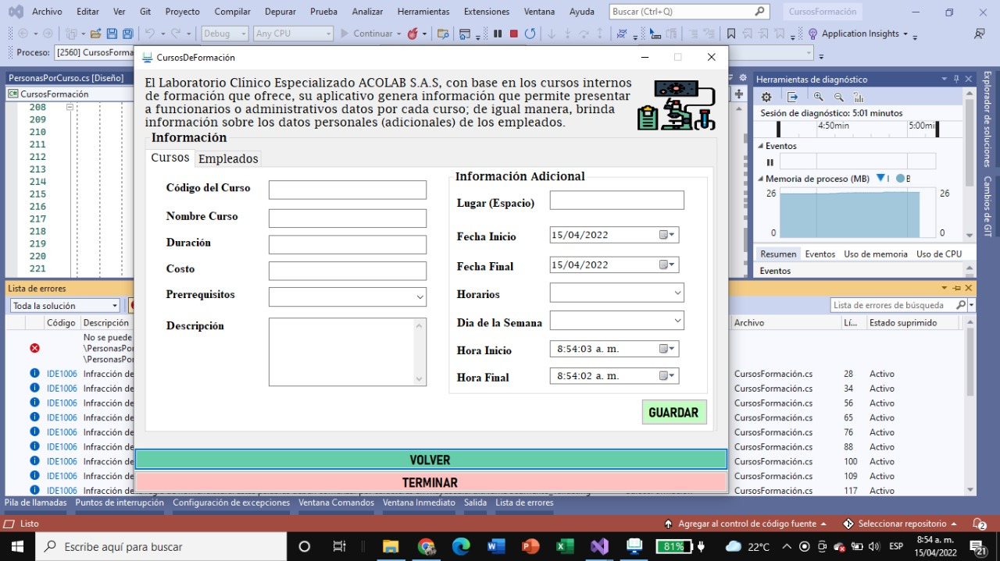 Archivo Editar Ver Git Proyecto Compilar Depurar Prueba Analizar Herramientas Extensiones Ventana Ayuda Buscar (Ctrl+Q) CursosFormación
Debug Any CPU Continuar Application Insights
Proceso: [2560] CursosForma
PersonasPorCurso.cs [Diseño]
CursosFormación
208
209
210
211
212
213
214
215
216
217
218
219
220
221
CursosDeFormación
El Laboratorio Clínico Especializado ACOLAB S.A.S, con base en los cursos internos
de formación que ofrece, su aplicativo genera información que permite presentar
a funcionarios o administrativos datos por cada curso; de igual manera, brinda
información sobre los datos personales (adicionales) de los empleados.
Información
Cursos Empleados
Código del Curso
Nombre Curso
Duración
Costo
Prerrequisitos
Descripción
Información Adicional
Lugar (Espacio)
Fecha Inicio 15/04/2022
Fecha Final 15/04/2022
Horarios
Dia de la Semana
Hora Inicio 8:54:03 a. m.
Hora Final 8:54:02 a. m.
GUARDAR
VOLVER
TERMINAR
Herramientas de diagnóstico
Sesión de diagnóstico: 5:01 minutos
4:50min 5:00mi
Eventos
Memoria de proceso (MB) B
26 26
0 0
Resumen Eventos Uso de memoria Uso de CPU
Eventos
Explorador de soluciones
Cambios de GIT
Lista de errores
Toda la solución Lista de errores de búsqueda
Código Descripción Archivo Lí... Estado suprimido
No se puede
\PersonasPor
\PersonasPor
IDE1006 Infracción de CursosFormación.cs 28 Activo
IDE1006 Infracción de CursosFormación.cs 34 Activo
IDE1006 Infracción de CursosFormación.cs 56 Activo
IDE1006 Infracción de CursosFormación.cs 65 Activo
IDE1006 Infracción de CursosFormación.cs 76 Activo
IDE1006 Infracción de CursosFormación.cs 88 Activo
IDE1006 Infracción de CursosFormación.cs 100 Activo
IDE1006 Infracción de CursosFormación.cs 109 Activo
IDE1006 Infracción de CursosFormación.cs 117 Activo
Pila de llamadas Puntos de interrupción Configuración de excepciones Ventana Comandos Ventana Inmediato Salida Lista de errores
Listo Agregar al control de código fuente Seleccionar repositorio 2
Escribe aquí para buscar 81% 22°C ESP 8:54 a. m.
15/04/2022 21